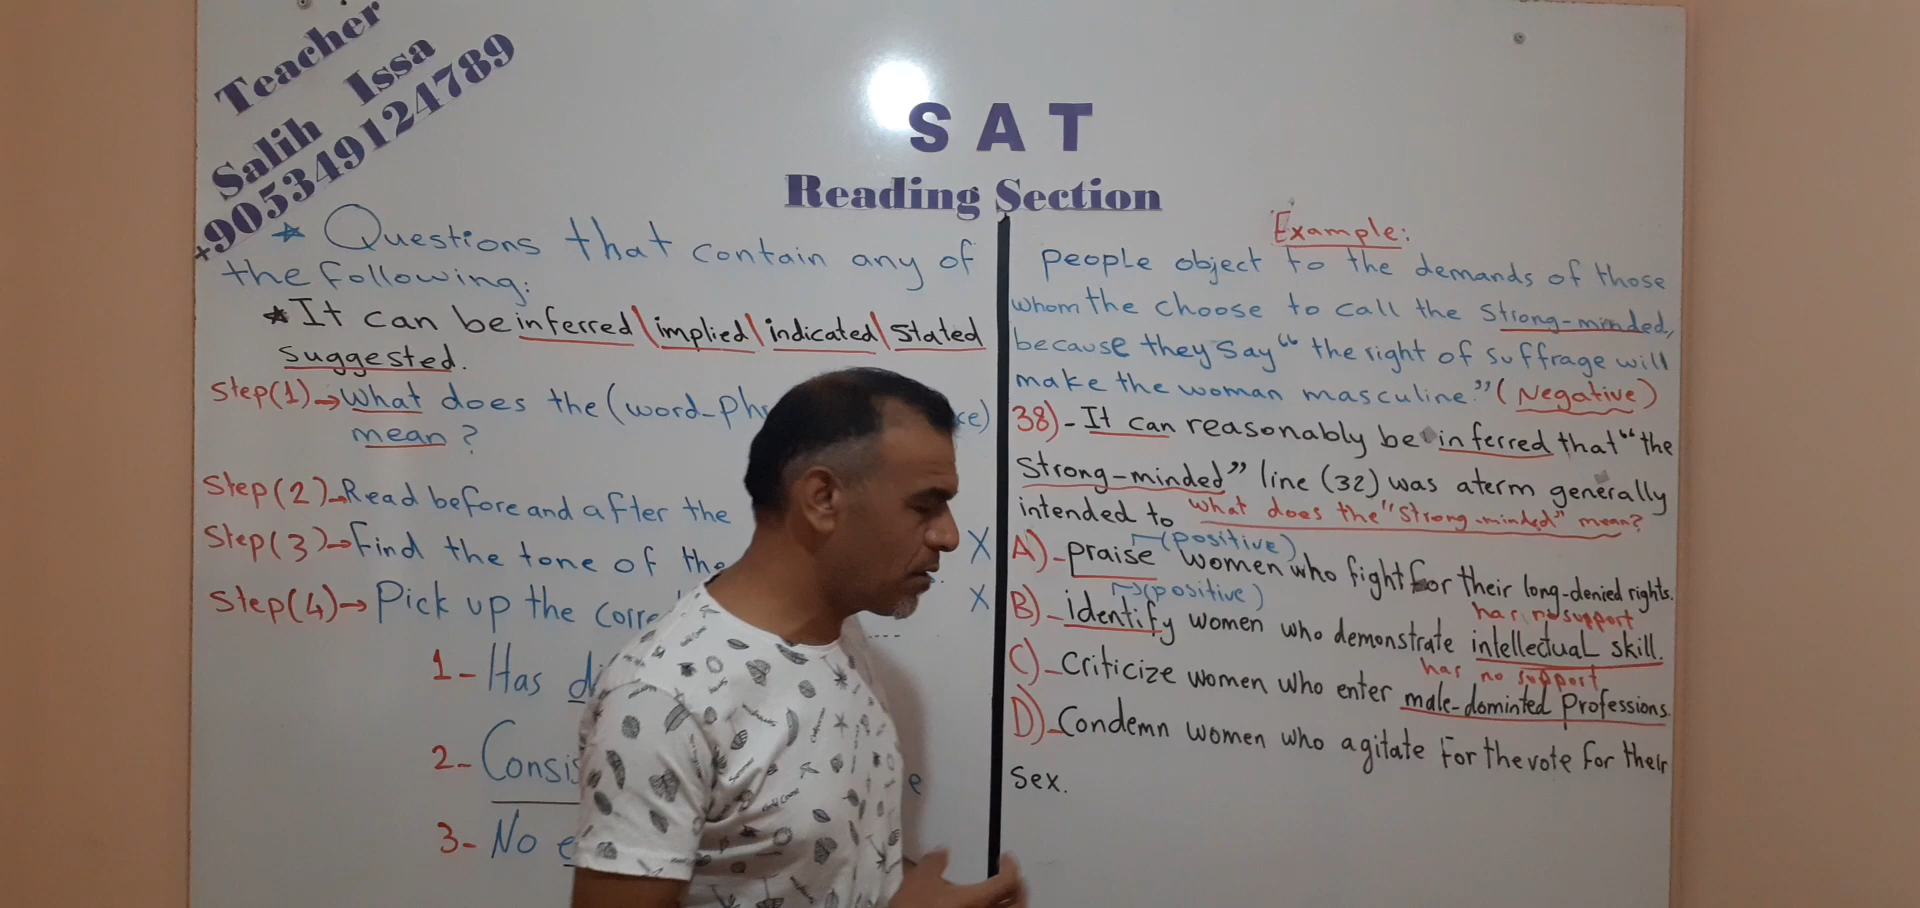 Teacher
Salih Issa
+905349124789
S A T
Reading Section
* Questions that contain any of
the following:
* It can be inferred \ implied \ indicated \ stated
suggested.
Step(1)→ What does the (word-
mean ?
Step(2)→ Read before and after the
Step(3)→ Find the tone of the
Step(4)→ Pick up the
1- Has
2-
3- No
Example:
people object to the demands of those
whom the choose to call the strong-minded,
because they say “ the right of suffrage will
make the woman masculine.” (Negative)
38)- It can reasonably be inferred that “the
strong-minded” line (32) was a term generally
intended to what does the "strong-minded" mean?
(positive)
X A)- praise women who fight for their long-denied rights.
(positive)
has no support
X B)- identify women who demonstrate intellectual skill.
has no support
C)- Criticize women who enter male-dominted professions.
D)- Condemn women who agitate for the vote for their
sex.